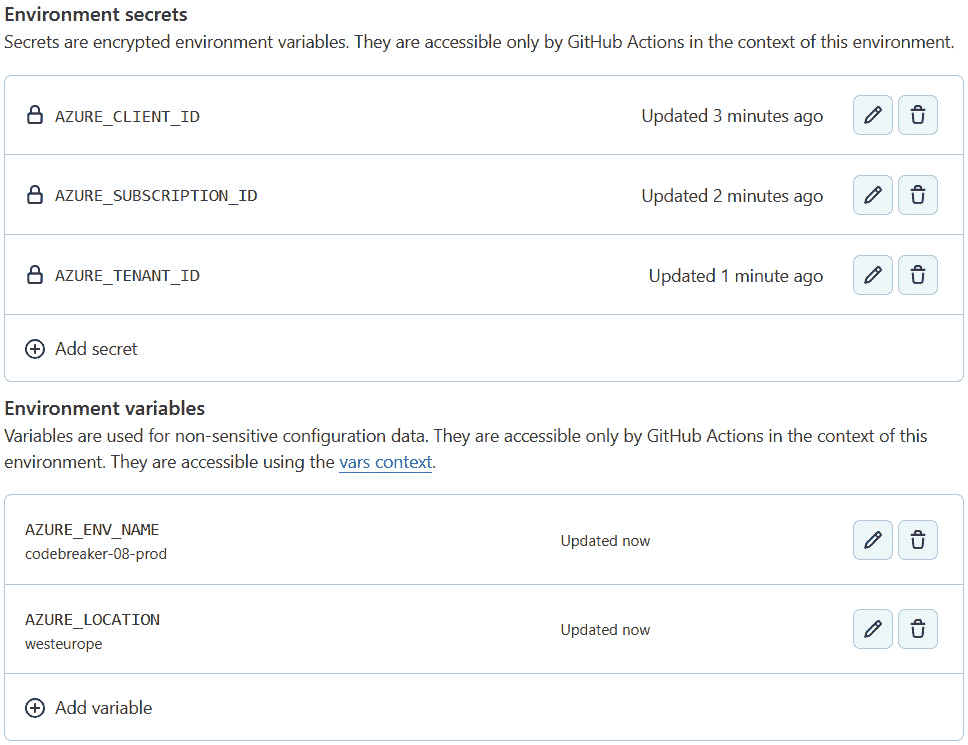 Environment secrets
Secrets are encrypted environment variables. They are accessible only by GitHub Actions in the context of this environment.
AZURE_CLIENT_ID Updated 3 minutes ago
AZURE_SUBSCRIPTION_ID Updated 2 minutes ago
AZURE_TENANT_ID Updated 1 minute ago
Add secret
Environment variables
Variables are used for non-sensitive configuration data. They are accessible only by GitHub Actions in the context of this
environment. They are accessible using the vars context.
AZURE_ENV_NAME
codebreaker-08-prod
Updated now
AZURE_LOCATION
westeurope
Updated now
Add variable